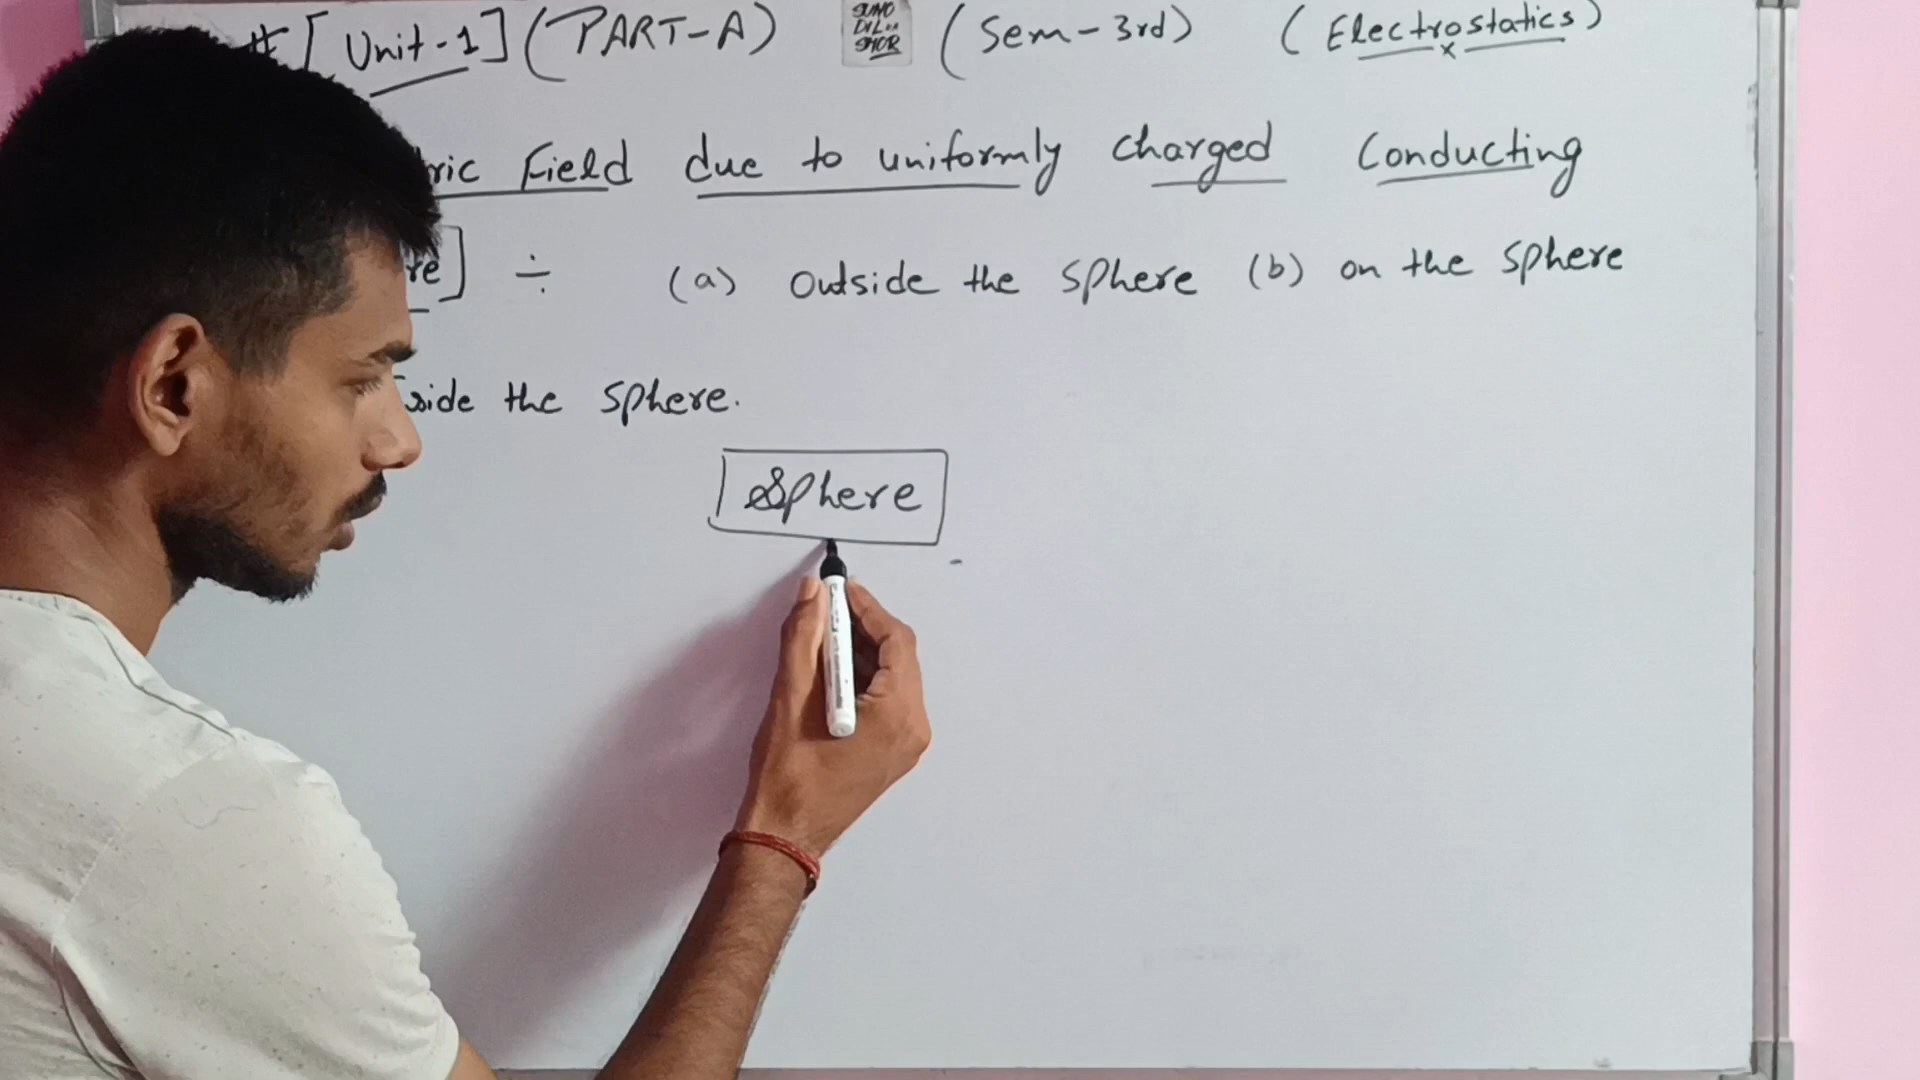 # [Unit-1] (PART-A) (Sem-3rd) (Electrostatics)
ric Field due to uniformly charged Conducting
re] ÷ (a) Outside the sphere (b) on the sphere
side the sphere.
Sphere